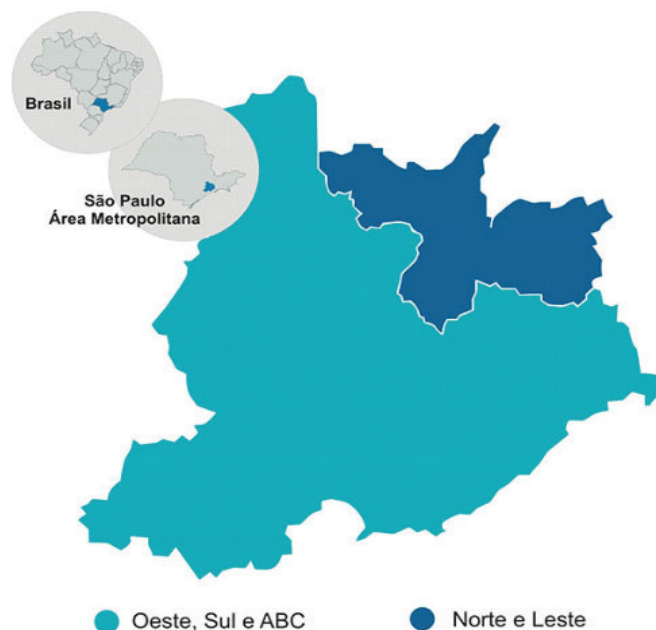 Brasil
São Paulo
Área Metropolitana
Oeste, Sul e ABC
Norte e Leste